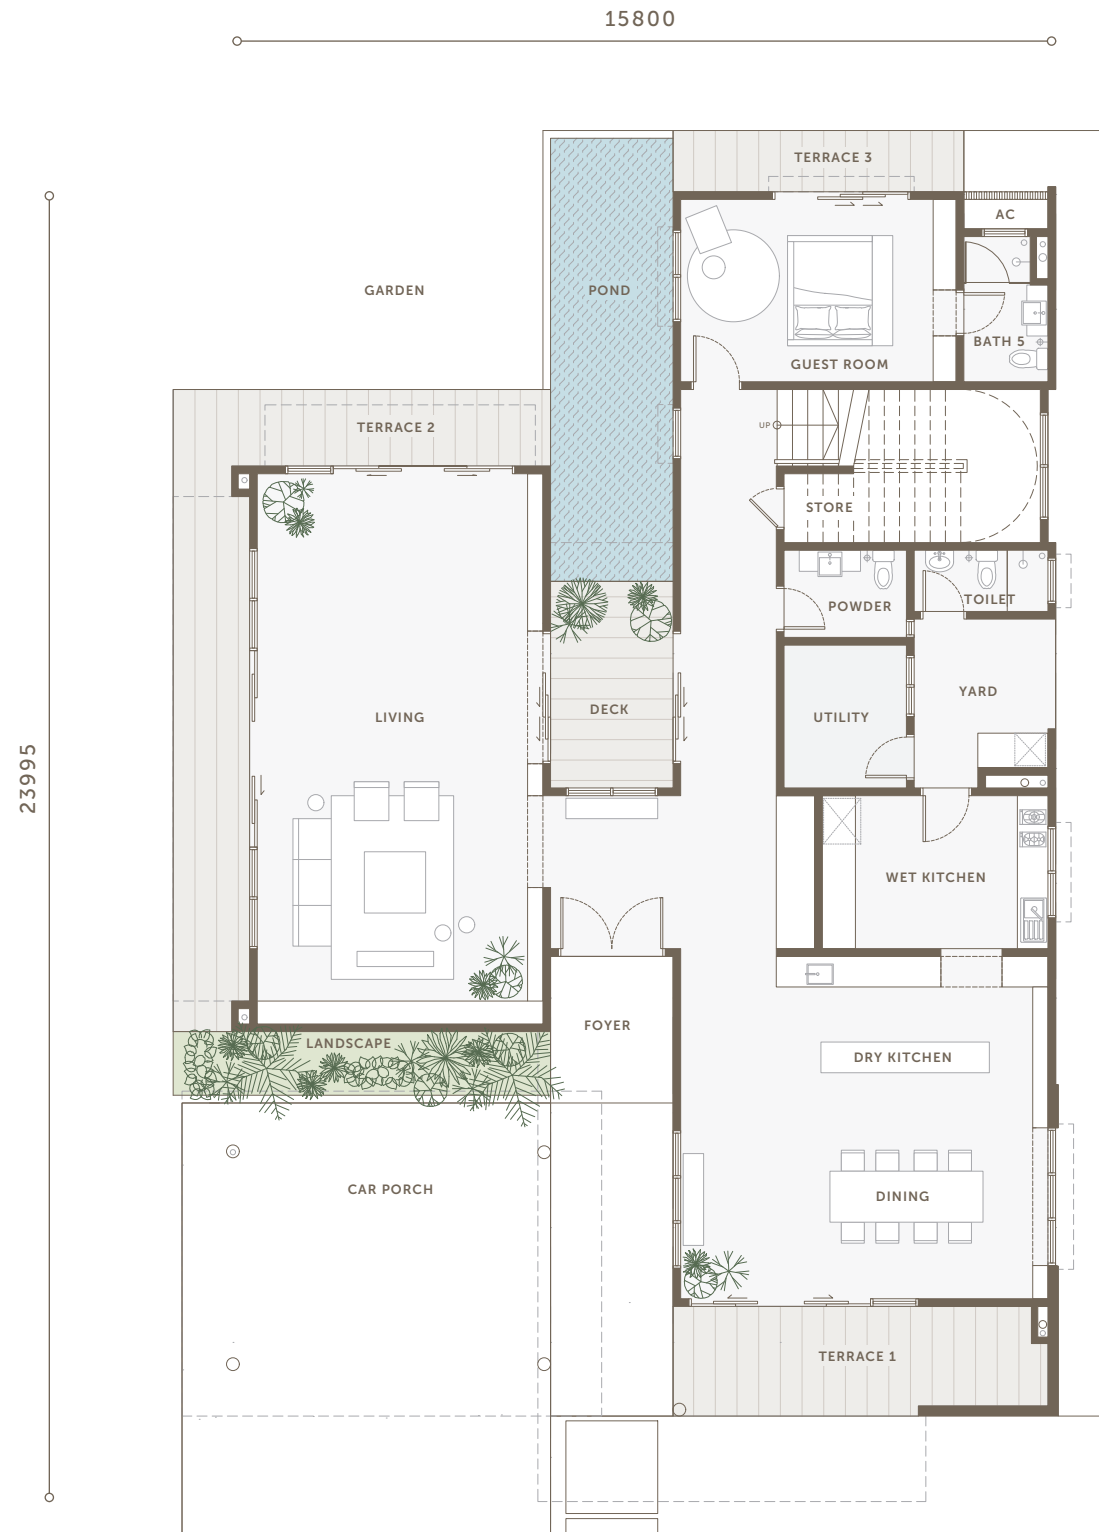 15800
TERRACE 3
AC
GARDEN
POND
BATH 5
GUEST ROOM
TERRACE 2
UP
STORE
TOILET
POWDER
YARD
DECK
LIVING
UTILITY
23995
WET KITCHEN
FOYER
LANDSCAPE
DRY KITCHEN
CAR PORCH
DINING
TERRACE 1